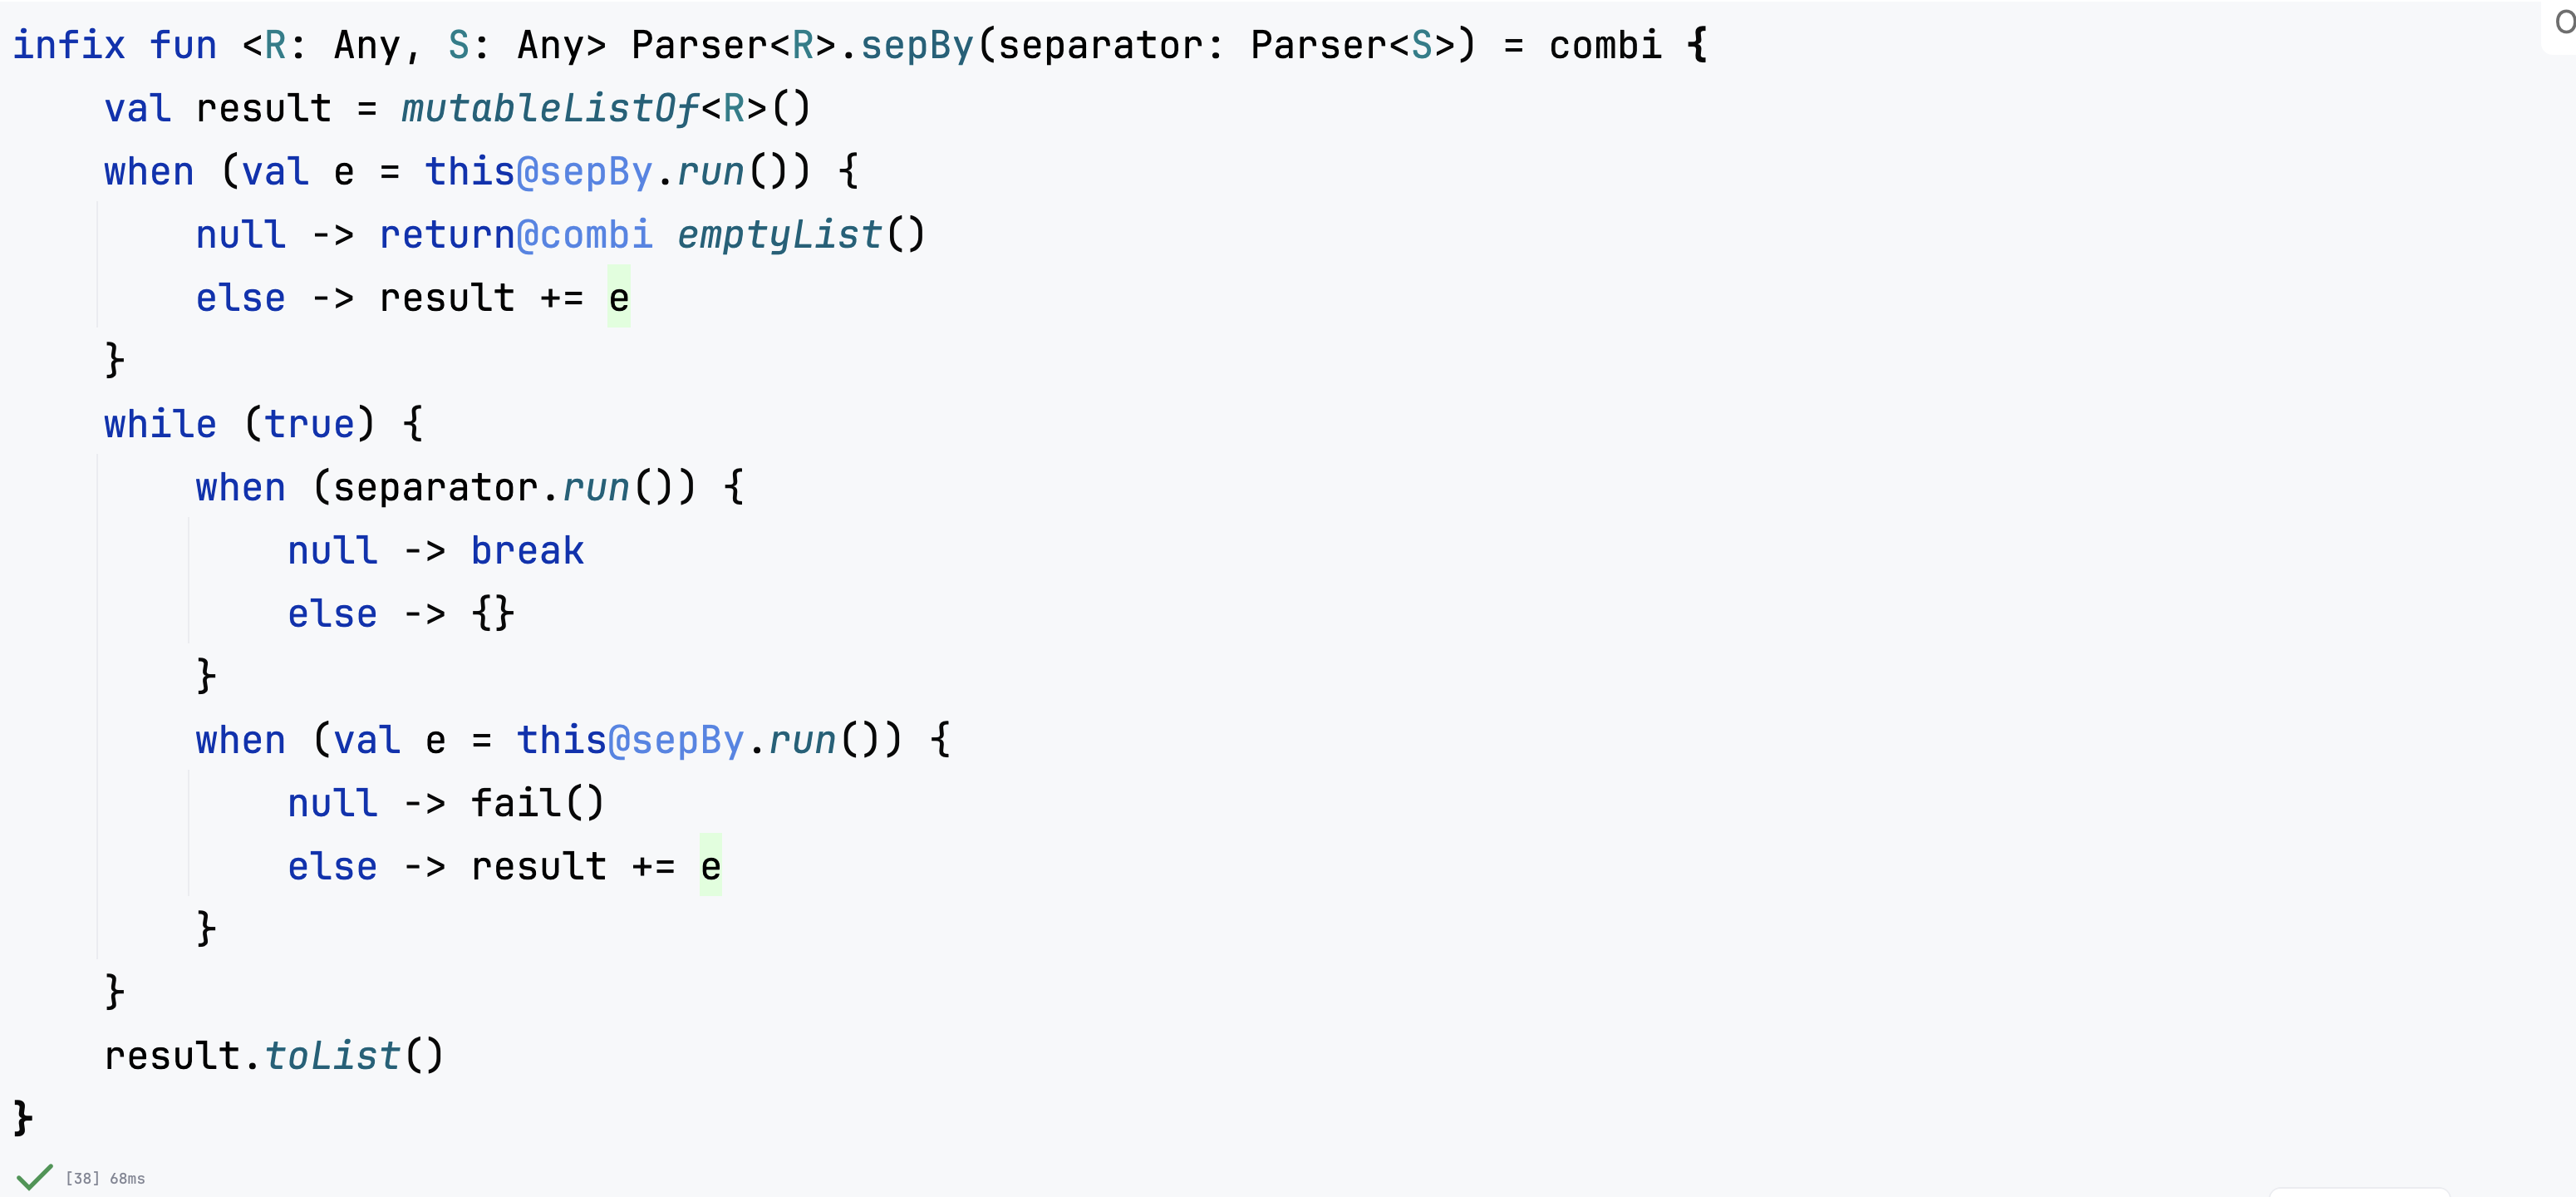 infix fun <R: Any, S: Any> Parser<R>.sepBy(separator: Parser<S>) = combi {
    val result = mutableListOf<R>()
    when (val e = this@sepBy.run()) {
        null -> return@combi emptyList()
        else -> result += e
    }
    while (true) {
        when (separator.run()) {
            null -> break
            else -> {}
        }
        when (val e = this@sepBy.run()) {
            null -> fail()
            else -> result += e
        }
    }
    result.toList()
}
[38] 68ms